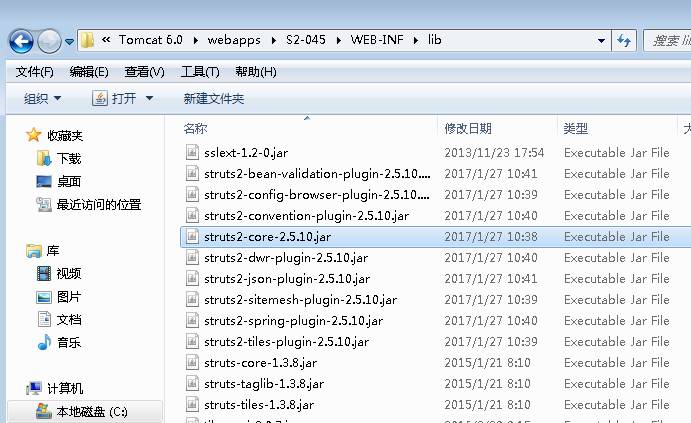 « Tomcat 6.0 ▸ webapps ▸ S2-045 ▸ WEB-INF ▸ lib 搜索 lib
文件(F) 编辑(E) 查看(V) 工具(T) 帮助(H)
组织 打开 新建文件夹
收藏夹
下载
桌面
最近访问的位置
库
视频
图片
文档
音乐
计算机
本地磁盘 (C:)
名称 修改日期 类型
sslext-1.2-0.jar 2013/11/23 17:54 Executable Jar File
struts2-bean-validation-plugin-2.5.10.... 2017/1/27 10:41 Executable Jar File
struts2-config-browser-plugin-2.5.10.... 2017/1/27 10:39 Executable Jar File
struts2-convention-plugin-2.5.10.jar 2017/1/27 10:40 Executable Jar File
struts2-core-2.5.10.jar 2017/1/27 10:38 Executable Jar File
struts2-dwr-plugin-2.5.10.jar 2017/1/27 10:40 Executable Jar File
struts2-json-plugin-2.5.10.jar 2017/1/27 10:41 Executable Jar File
struts2-sitemesh-plugin-2.5.10.jar 2017/1/27 10:39 Executable Jar File
struts2-spring-plugin-2.5.10.jar 2017/1/27 10:40 Executable Jar File
struts2-tiles-plugin-2.5.10.jar 2017/1/27 10:39 Executable Jar File
struts-core-1.3.8.jar 2015/1/21 8:10 Executable Jar File
struts-taglib-1.3.8.jar 2015/1/21 8:10 Executable Jar File
struts-tiles-1.3.8.jar 2015/1/21 8:10 Executable Jar File